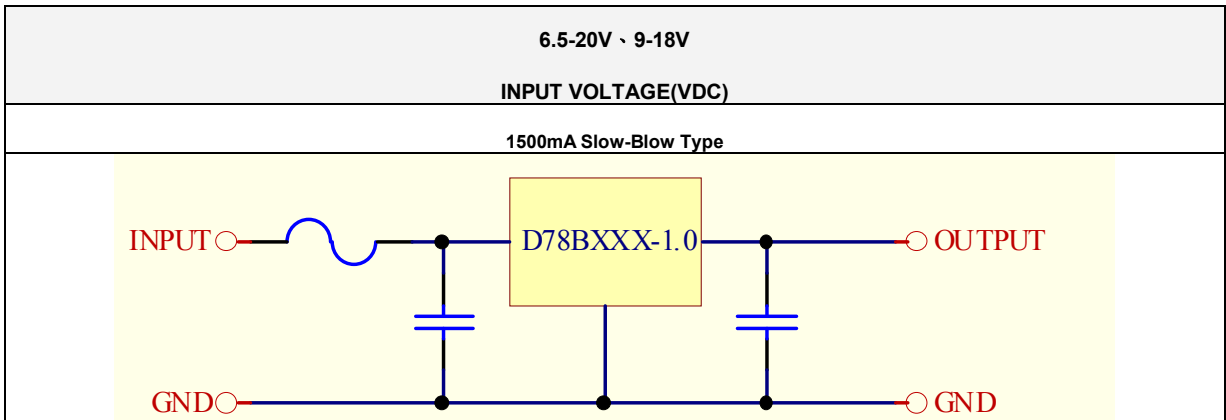 6.5-20V、9-18V
INPUT VOLTAGE(VDC)
1500mA Slow-Blow Type
INPUT
D78BXXX-1.0
OUTPUT
GND
GND